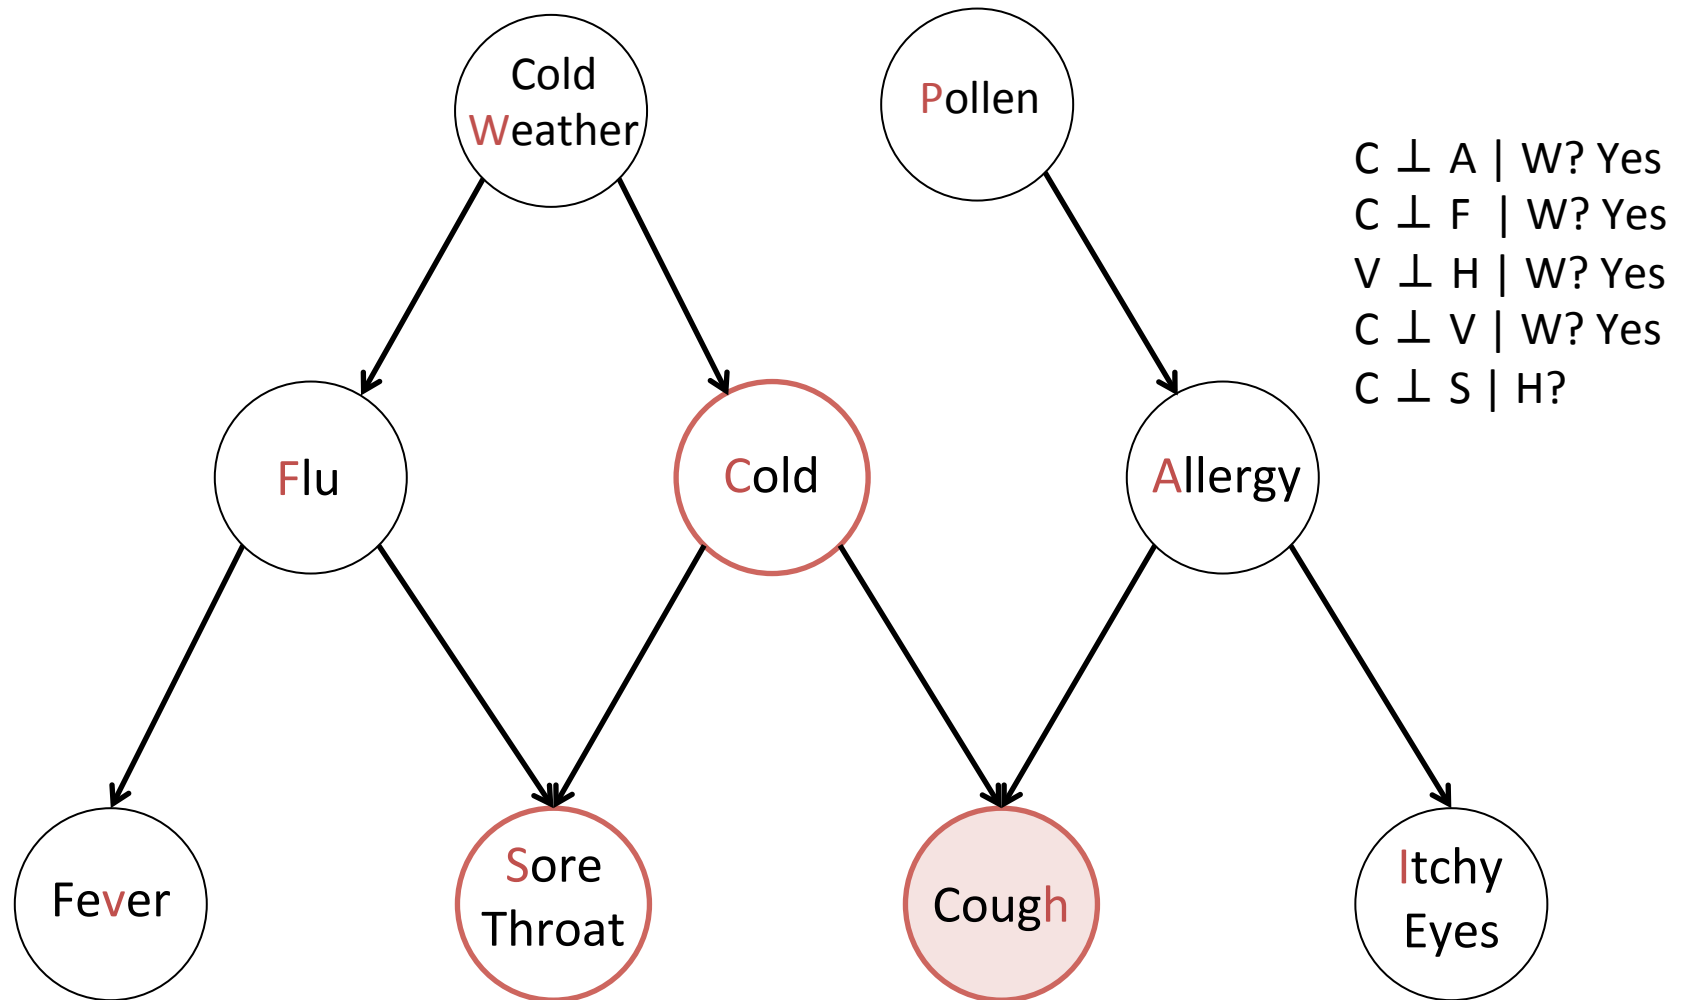 Cold
Weather
Pollen
C ⊥ A | W? Yes
C ⊥ F | W? Yes
V ⊥ H | W? Yes
C ⊥ V | W? Yes
C ⊥ S | H?
Flu
Cold
Allergy
Fever
Sore
Throat
Cough
Itchy
Eyes